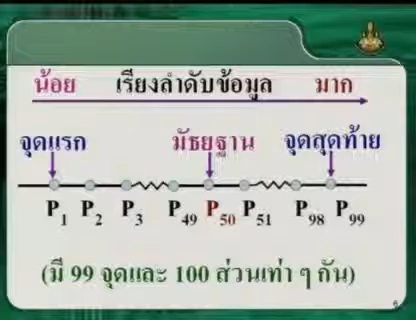 น้อย เรียงลำดับข้อมูล มาก
จุดแรก มัธยฐาน จุดสุดท้าย
P1 P2 P3 P49 P50 P51 P98 P99
(มี 99 จุดและ 100 ส่วนเท่า ๆ กัน)